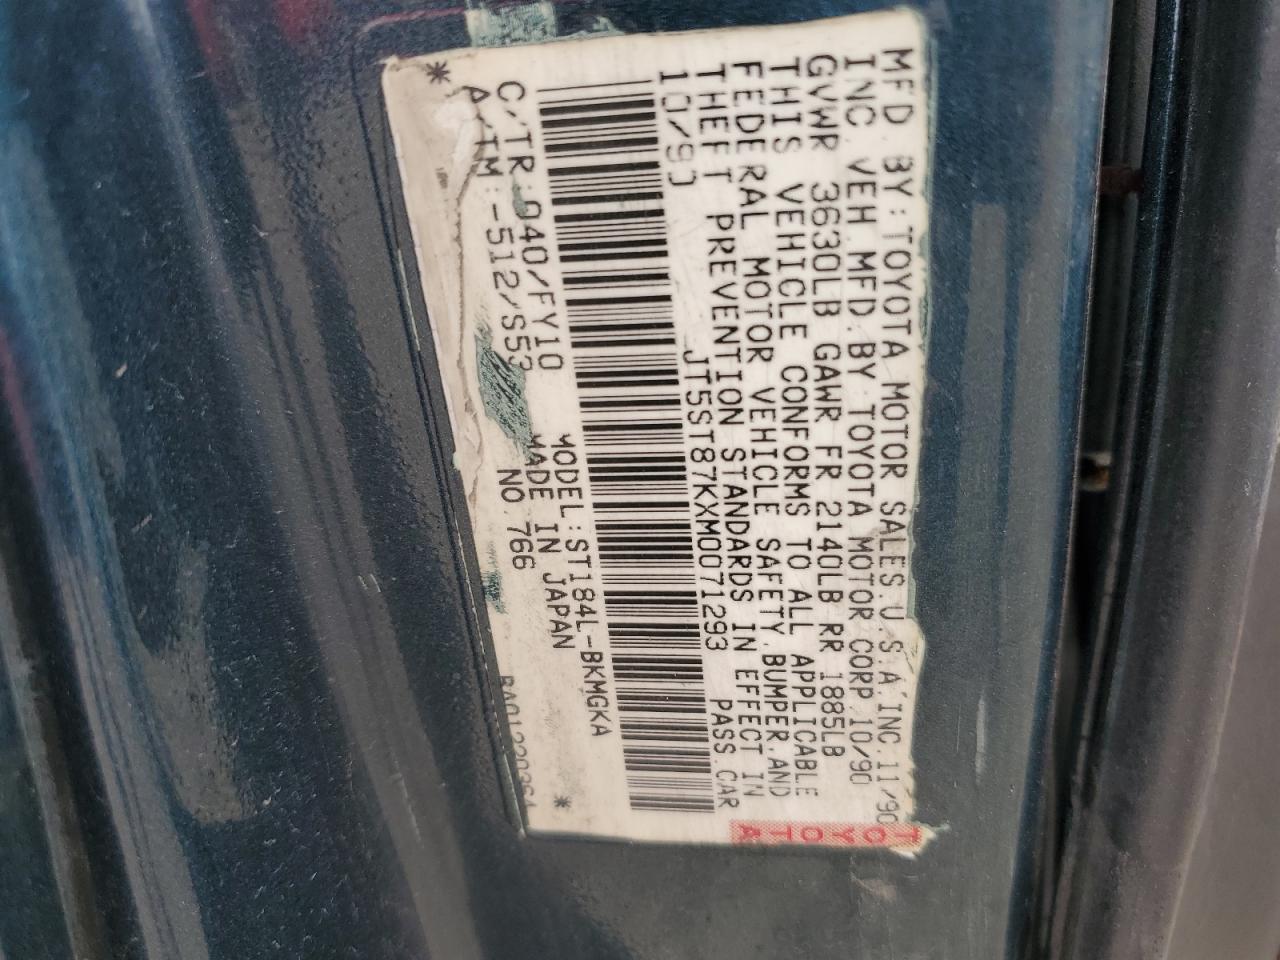 MFD.BY:TOYOTA MOTOR SALES.U.S.A.INC.11/90
INC.VEH.MFD.BY TOYOTA MOTOR CORP.10/90
GVWR 3630LB GAWR FR 2140LB RR 1885LB
THIS VEHICLE CONFORMS TO ALL APPLICABLE
FEDERAL MOTOR VEHICLE SAFETY,BUMPER,AND
THEFT PREVENTION STANDARDS IN EFFECT IN
10/90 JT5ST87KXM0071293 PASS.CAR
TOYOTA
C/TR: /FY10 MODEL:ST184L-BKMGKA
A/TM:-512/S53 MADE IN JAPAN
NO.766